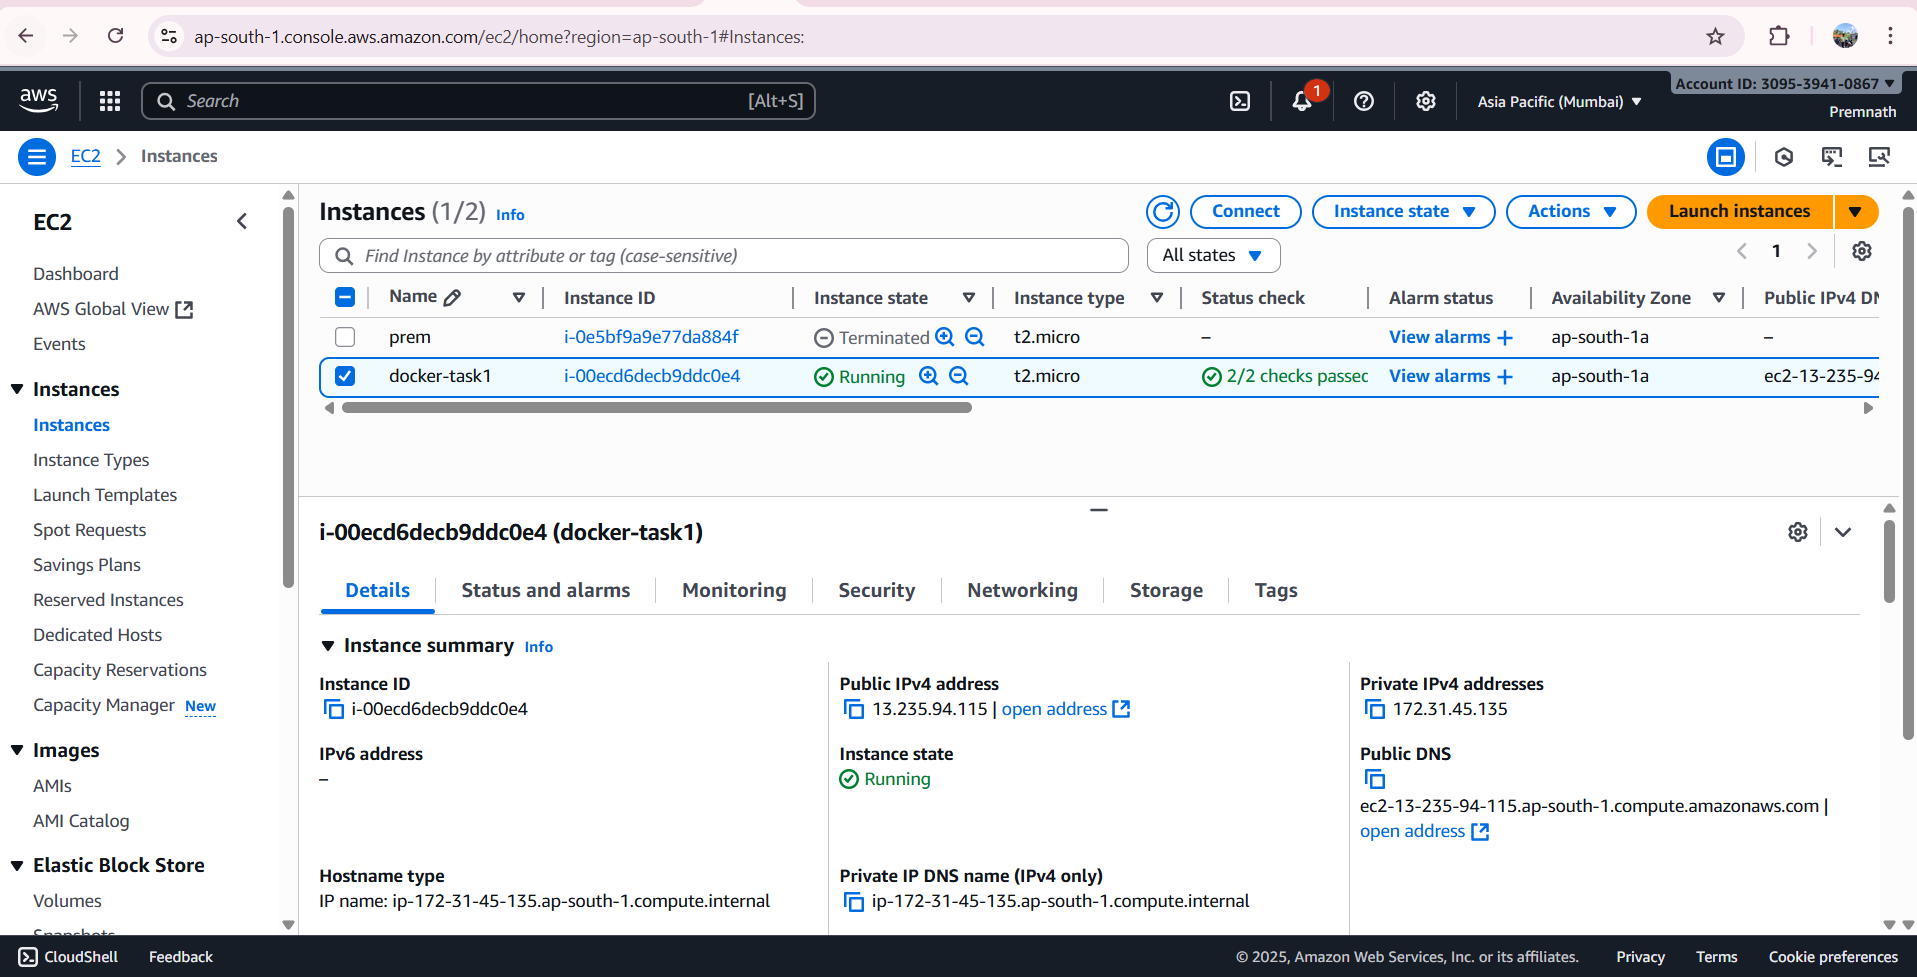 ap-south-1.console.aws.amazon.com/ec2/home?region=ap-south-1#Instances:
aws
Search
[Alt+S]
1
Asia Pacific (Mumbai)
Account ID: 3095-3941-0867
Premnath
EC2
Instances
EC2
Dashboard
AWS Global View
Events
Instances
Instances
Instance Types
Launch Templates
Spot Requests
Savings Plans
Reserved Instances
Dedicated Hosts
Capacity Reservations
Capacity Manager New
Images
AMIs
AMI Catalog
Elastic Block Store
Volumes
Snapshots
Instances (1/2) Info
Connect
Instance state
Actions
Launch instances
Find Instance by attribute or tag (case-sensitive)
All states
1
Name Instance ID Instance state Instance type Status check Alarm status Availability Zone Public IPv4
prem i-0e5bf9a9e77da884f Terminated t2.micro – View alarms + ap-south-1a –
docker-task1 i-00ecd6decb9ddc0e4 Running t2.micro 2/2 checks passed View alarms + ap-south-1a ec2-13-235-94
i-00ecd6decb9ddc0e4 (docker-task1)
Details
Status and alarms
Monitoring
Security
Networking
Storage
Tags
Instance summary Info
Instance ID
i-00ecd6decb9ddc0e4
Public IPv4 address
13.235.94.115 | open address
Private IPv4 addresses
172.31.45.135
IPv6 address
–
Instance state
Running
Public DNS
ec2-13-235-94-115.ap-south-1.compute.amazonaws.com |
open address
Hostname type
IP name: ip-172-31-45-135.ap-south-1.compute.internal
Private IP DNS name (IPv4 only)
ip-172-31-45-135.ap-south-1.compute.internal
CloudShell
Feedback
© 2025, Amazon Web Services, Inc. or its affiliates.
Privacy
Terms
Cookie preferences